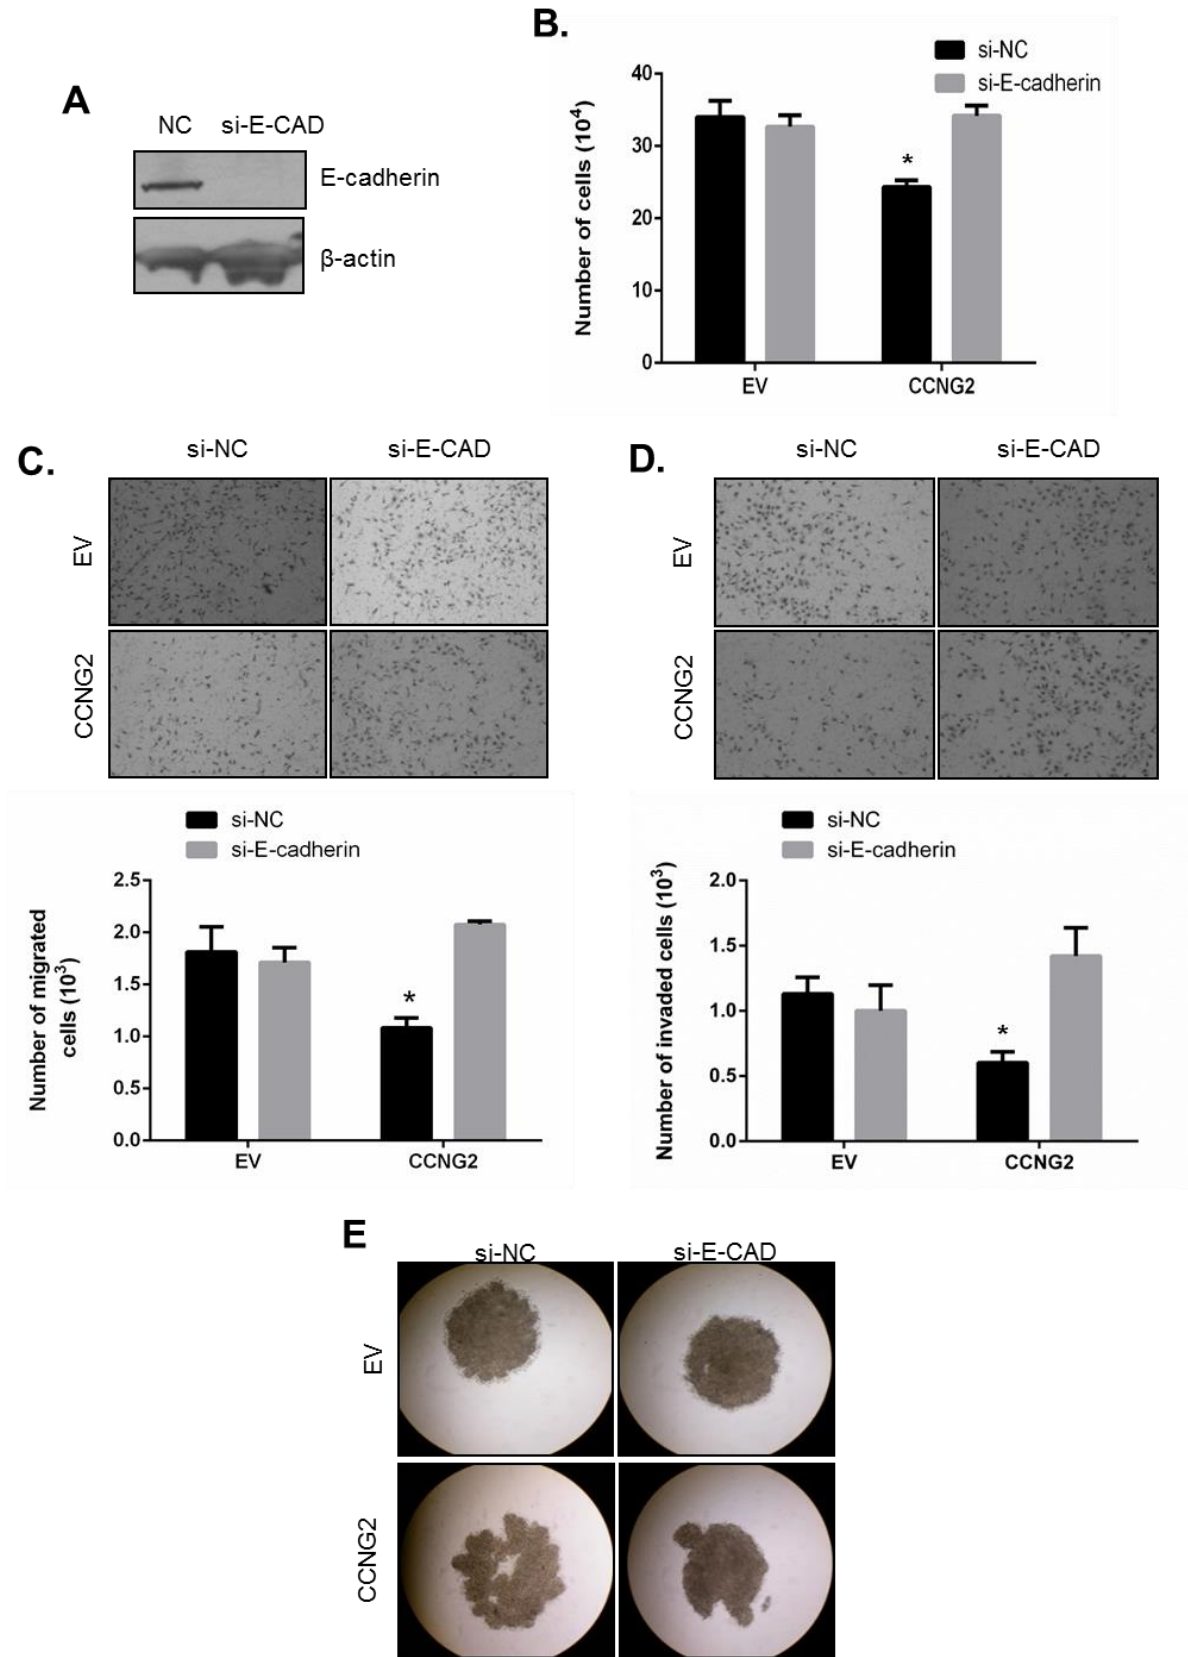 A
NC si-E-CAD
E-cadherin
β-actin
B.
si-NC
si-E-cadherin
Number of cells (10⁴)
40
30
20
10
0
*
EV CCNG2
C.
si-NC si-E-CAD
EV
CCNG2
si-NC
si-E-cadherin
Number of migrated
cells (10³)
2.5
2.0
1.5
1.0
0.5
0.0
*
EV CCNG2
D.
si-NC si-E-CAD
EV
CCNG2
si-NC
si-E-cadherin
Number of invaded cells (10³)
2.0
1.5
1.0
0.5
0.0
*
EV CCNG2
E
si-NC si-E-CAD
EV
CCNG2